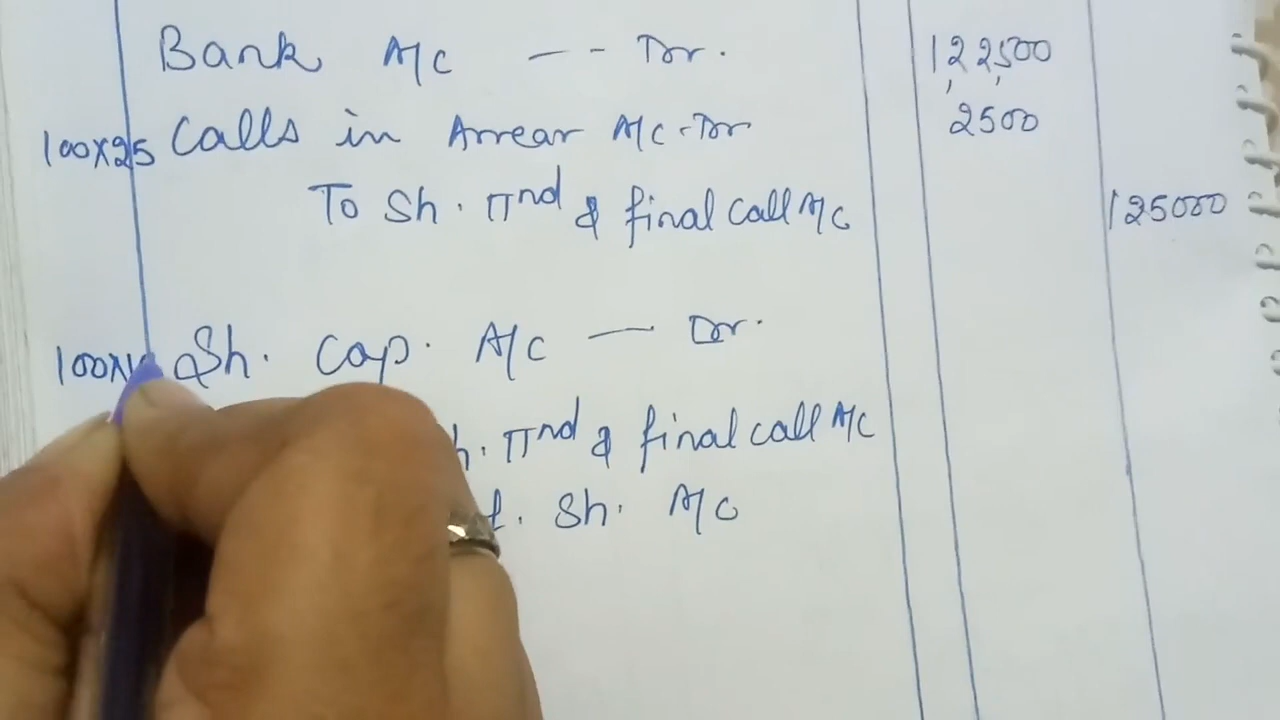 Bank A/c -- Dr. 1,22,500
100x25 Calls in Arrear A/c - Dr 2500
To Sh. IInd & final call A/c 125000
Sh. Cap. A/c — Dr.
IInd & final call A/c
Sh. A/c